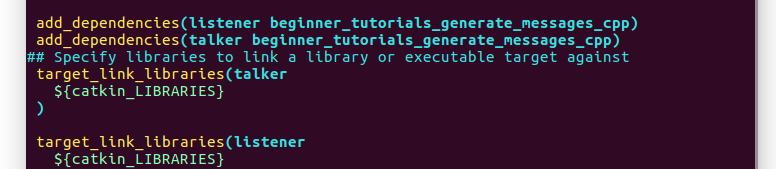 add_dependencies(listener beginner_tutorials_generate_messages_cpp)
add_dependencies(talker beginner_tutorials_generate_messages_cpp)
## Specify libraries to link a library or executable target against
target_link_libraries(talker
${catkin_LIBRARIES}
)
target_link_libraries(listener
${catkin_LIBRARIES}